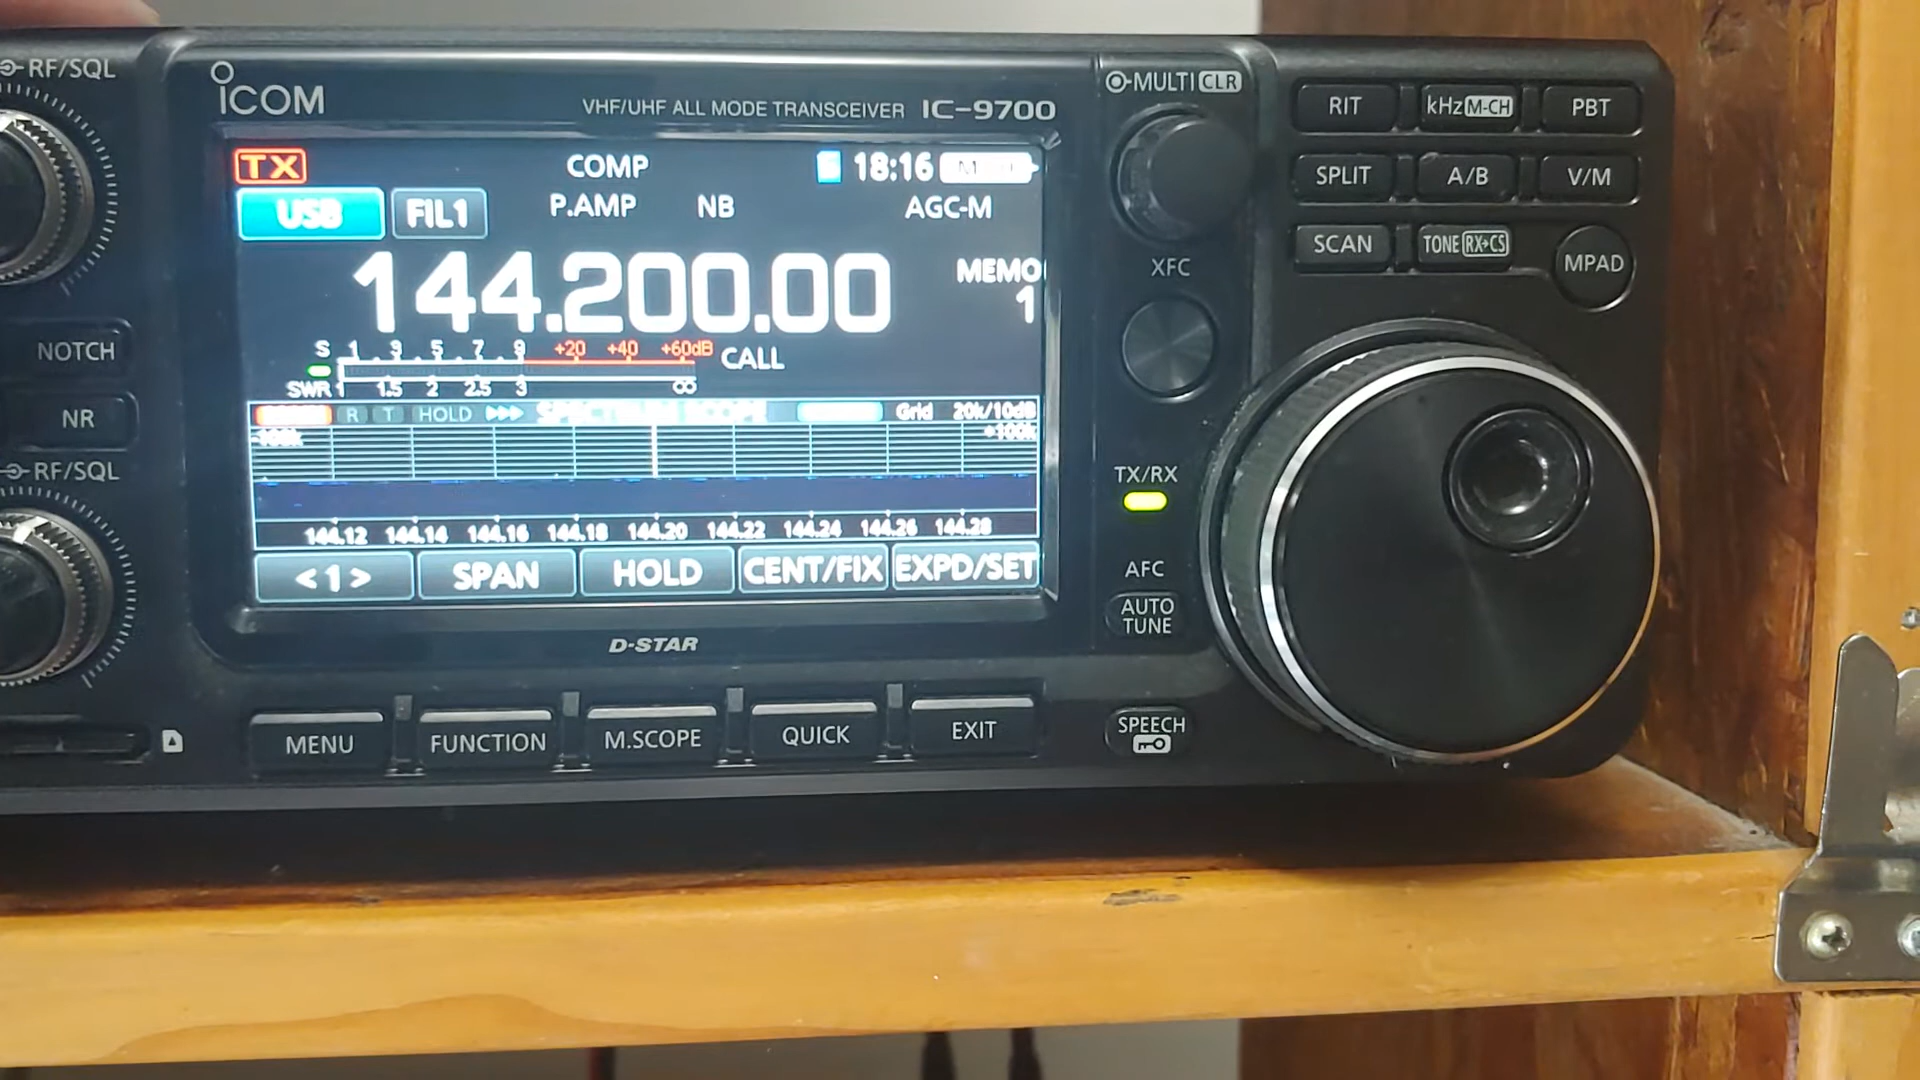 RF/SQL
ICOM
VHF/UHF ALL MODE TRANSCEIVER IC-9700
MULTI CLR
RIT kHz M-CH PBT
TX COMP 18:16
USB FIL1 P.AMP NB AGC-M
SPLIT A/B V/M
144.200.00 MEMO
1
SCAN TONE RX→CS MPAD
XFC
NOTCH
S 1 . 3 . 5 . 7 . 9 +20 +40 +60dB CALL
SWR 1 1.5 2 2.5 3 ∞
NR
R T HOLD SPECTRUM SCOPE Grid 20k/10dB
-100k +100k
RF/SQL
144.12 144.14 144.16 144.18 144.20 144.22 144.24 144.26 144.28
<1> SPAN HOLD CENT/FIX EXPD/SET
TX/RX
AFC
AUTO
TUNE
D-STAR
MENU FUNCTION M.SCOPE QUICK EXIT
SPEECH